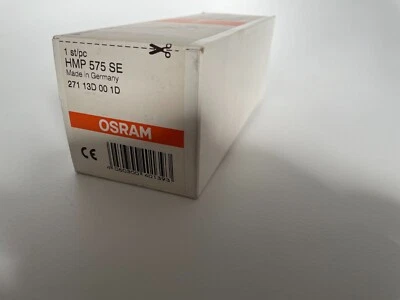 1 st/pc
HMP 575 SE
Made in Germany
271 13D 00 1D
OSRAM
CE